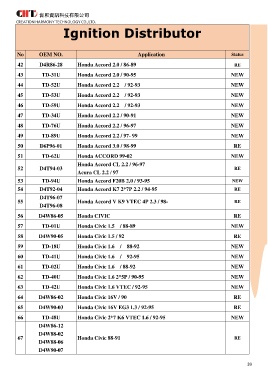 CHT 創和資訊科技有限公司
CREATION HARMONY TECHNOLOGY CO., LTD.
Ignition Distributor
No OEM NO. Application Status
42 D4R86-28 Honda Accord 2.0 / 86-89 RE
43 TD-31U Honda Accord 2.0 / 90-95 NEW
44 TD-52U Honda Accord 2.2 / 92-93 NEW
45 TD-53U Honda Accord 2.2 / 92-93 NEW
46 TD-59U Honda Accord 2.2 / 92-93 NEW
47 TD-34U Honda Accord 2.2 / 90-91 NEW
48 TD-74U Honda Accord 2.2 / 96-97 NEW
49 TD-89U Honda Accord 2.2 / 97- 99 NEW
50 D6P96-01 Honda Accord 3.0 / 98-99 RE
51 TD-62U Honda ACCORD 99-02 NEW
52 D4T94-03 Honda Accord CL 2.2 / 96-97 RE
Acura CL 2.2 / 97
53 TD-94U Honda Accord F20B 2.0 / 93-95 NEW
54 D4T92-04 Honda Accord K7 2*7P 2.2 / 94-95 RE
55 D4T96-07 Honda Accord V K9 VTEC 4P 2.3 / 98- RE
D4T96-08
56 D4W86-05 Honda CIVIC RE
57 TD-01U Honda Civic 1.5 / 88-89 NEW
58 D4W90-05 Honda Civic 1.5 / 92 RE
59 TD-18U Honda Civic 1.6 / 88-92 NEW
60 TD-41U Honda Civic 1.6 / 92-95 NEW
61 TD-02U Honda Civic 1.6 / 88-92 NEW
62 TD-40U Honda Civic 1.6 2*5P / 90-95 NEW
63 TD-42U Honda Civic 1.6 VTEC / 92-95 NEW
64 D4W86-02 Honda Civic 16V / 90 RE
65 D4W90-03 Honda Civic 16V EG3 1.3 / 92-95 RE
66 TD-48U Honda Civic 2*7 K6 VTEC 1.6 / 92-95 NEW
67 D4W86-12 Honda Civic 88-91 RE
D4W88-02
D4W88-06
D4W90-07